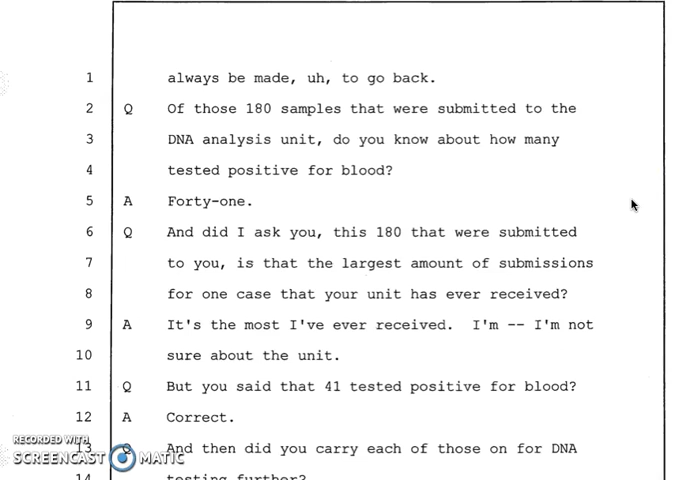 1 always be made, uh, to go back.
2 Q Of those 180 samples that were submitted to the
3 DNA analysis unit, do you know about how many
4 tested positive for blood?
5 A Forty-one.
6 Q And did I ask you, this 180 that were submitted
7 to you, is that the largest amount of submissions
8 for one case that your unit has ever received?
9 A It's the most I've ever received. I'm -- I'm not
10 sure about the unit.
11 Q But you said that 41 tested positive for blood?
12 A Correct.
13 Q And then did you carry each of those on for DNA
14 testing further?
RECORDED WITH
SCREENCAST MATIC